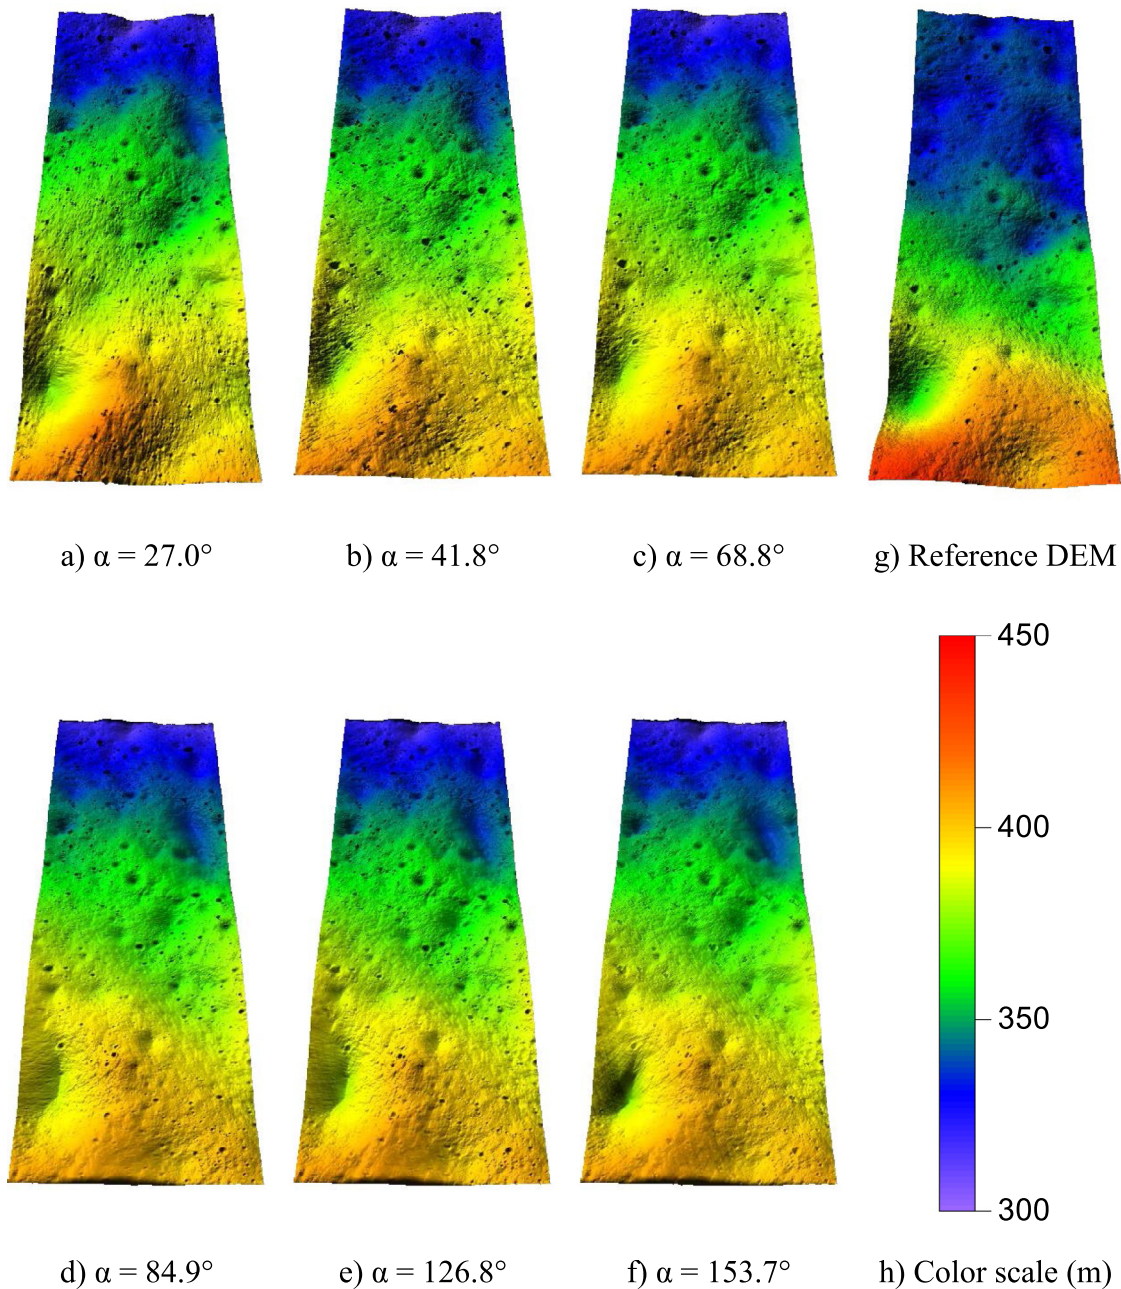 a) α = 27.0°
b) α = 41.8°
c) α = 68.8°
g) Reference DEM
450
400
350
300
d) α = 84.9°
e) α = 126.8°
f) α = 153.7°
h) Color scale (m)